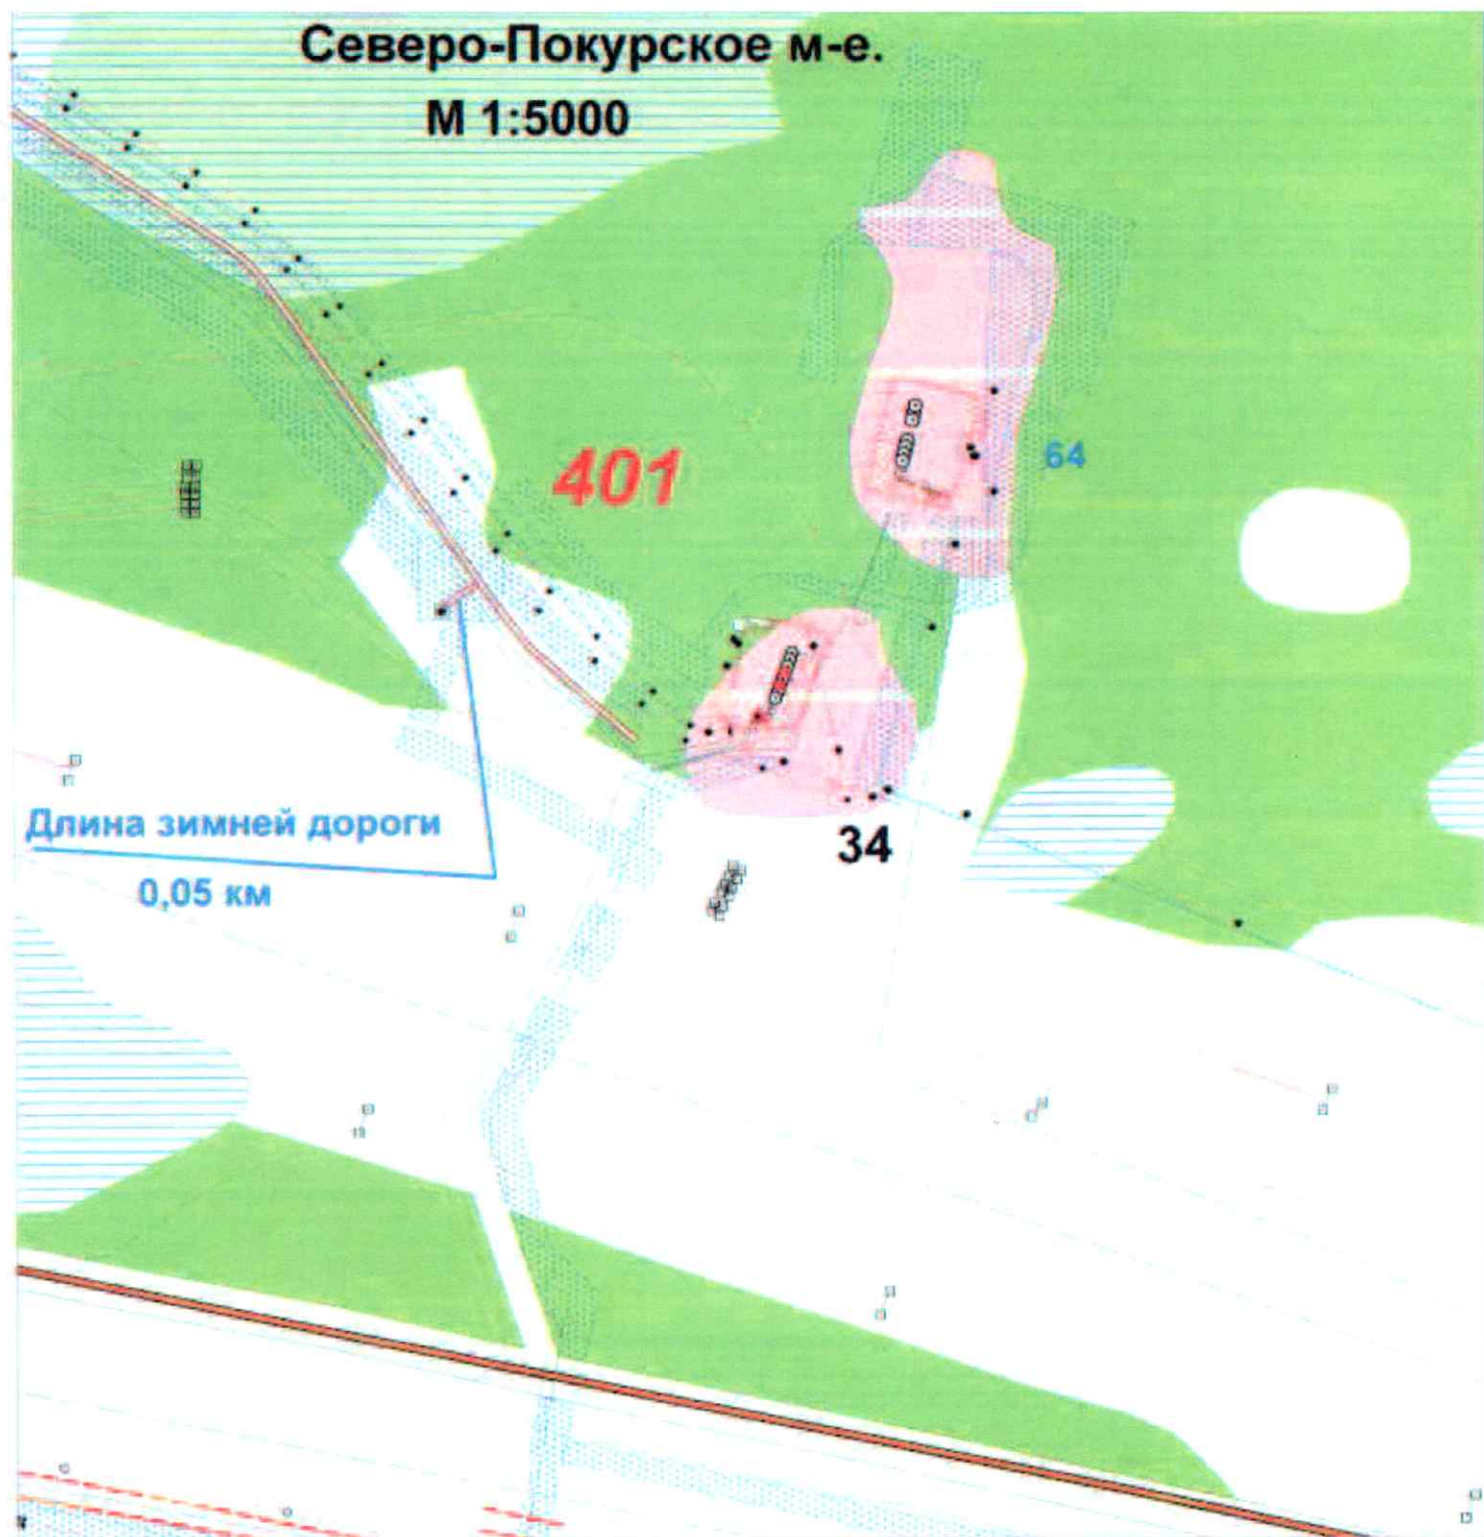 Северо-Покурское м-е.
М 1:5000
401
64
34
Длина зимней дороги
0,05 км